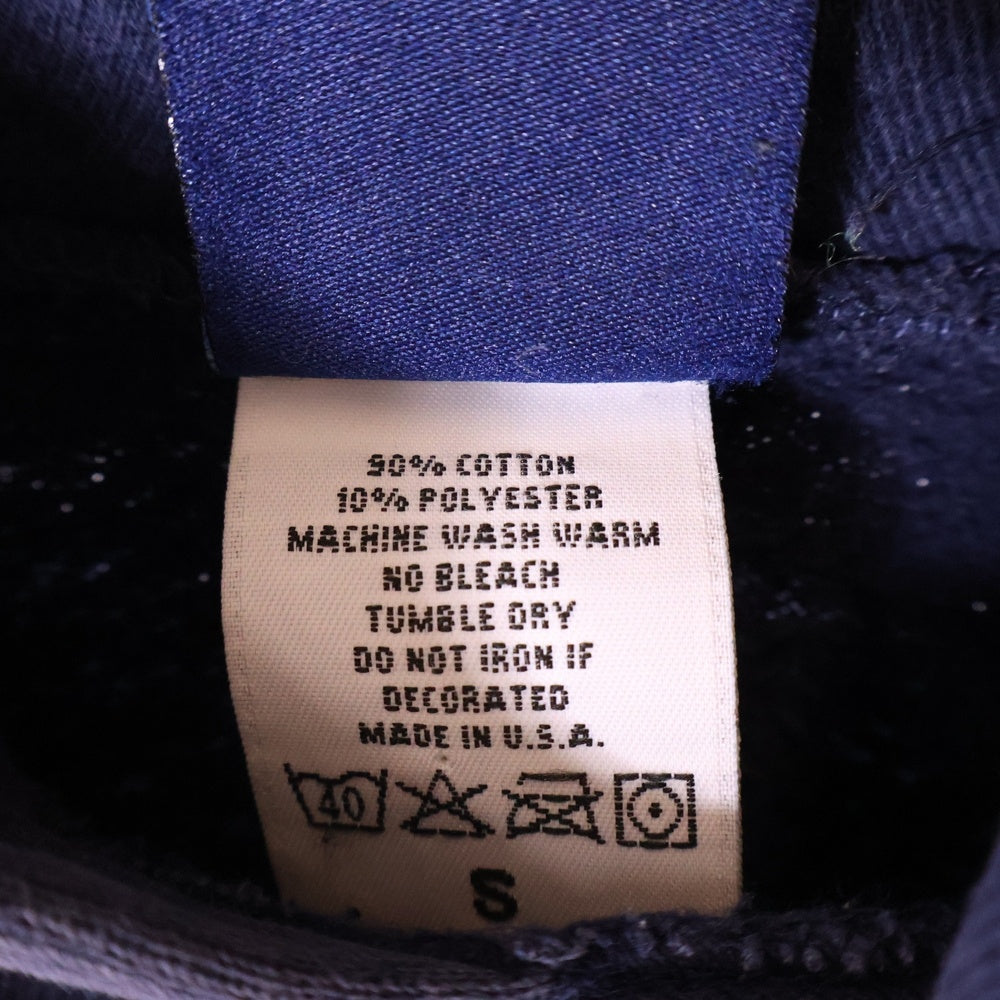 90% COTTON
10% POLYESTER
MACHINE WASH WARM
NO BLEACH
TUMBLE DRY
DO NOT IRON IF
DECORATED
MADE IN U.S.A.
40
S